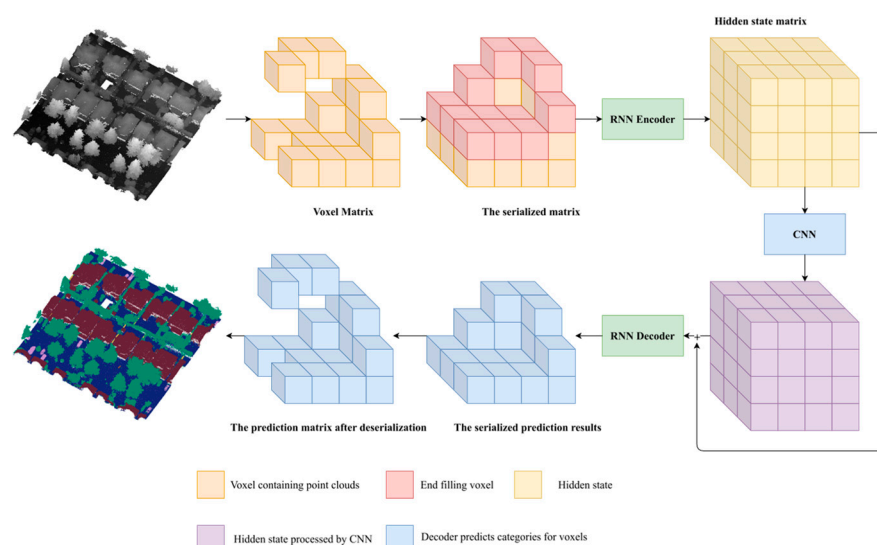 Hidden state matrix
RNN Encoder
Voxel Matrix
The serialized matrix
CNN
RNN Decoder
+
The prediction matrix after deserialization
The serialized prediction results
Voxel containing point clouds
End filling voxel
Hidden state
Hidden state processed by CNN
Decoder predicts categories for voxels